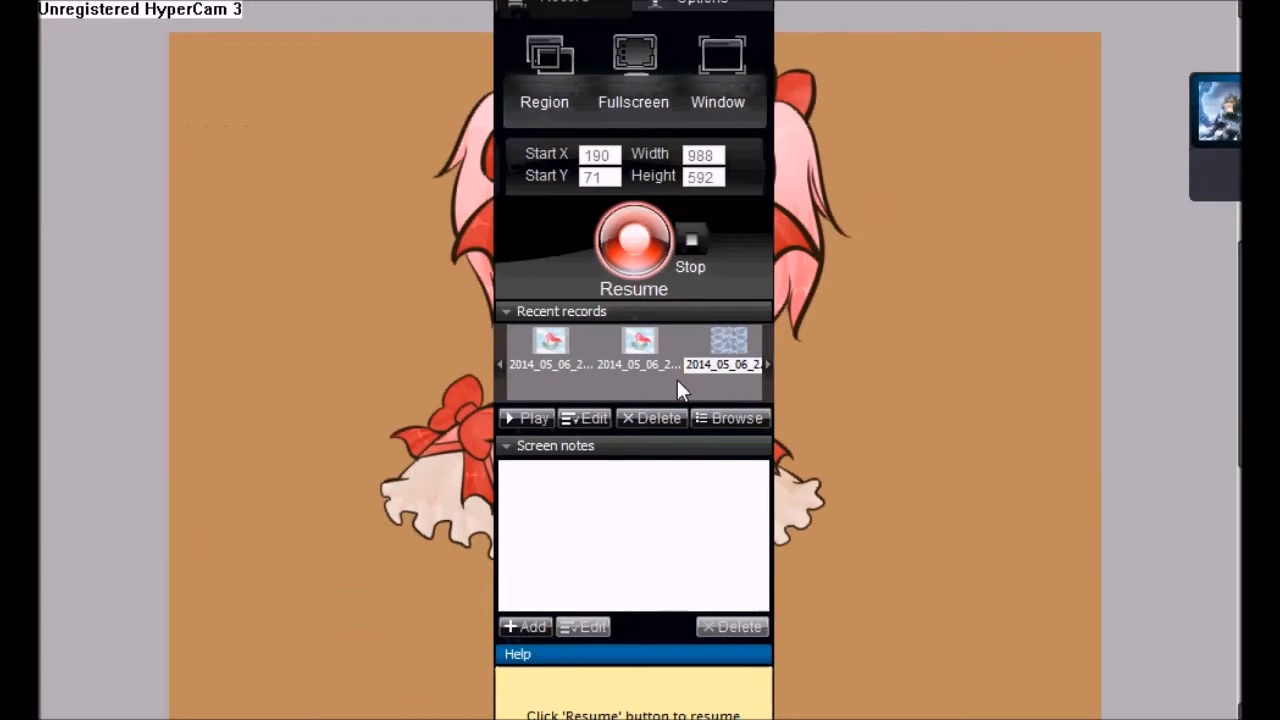 Unregistered HyperCam 3
Options
Region Fullscreen Window
Start X 190 Width 988
Start Y 71 Height 592
Stop
Resume
Recent records
2014_05_06_2... 2014_05_06_2... 2014_05_06_2
Play Edit Delete Browse
Screen notes
Add Edit Delete
Help
Click 'Resume' button to resume